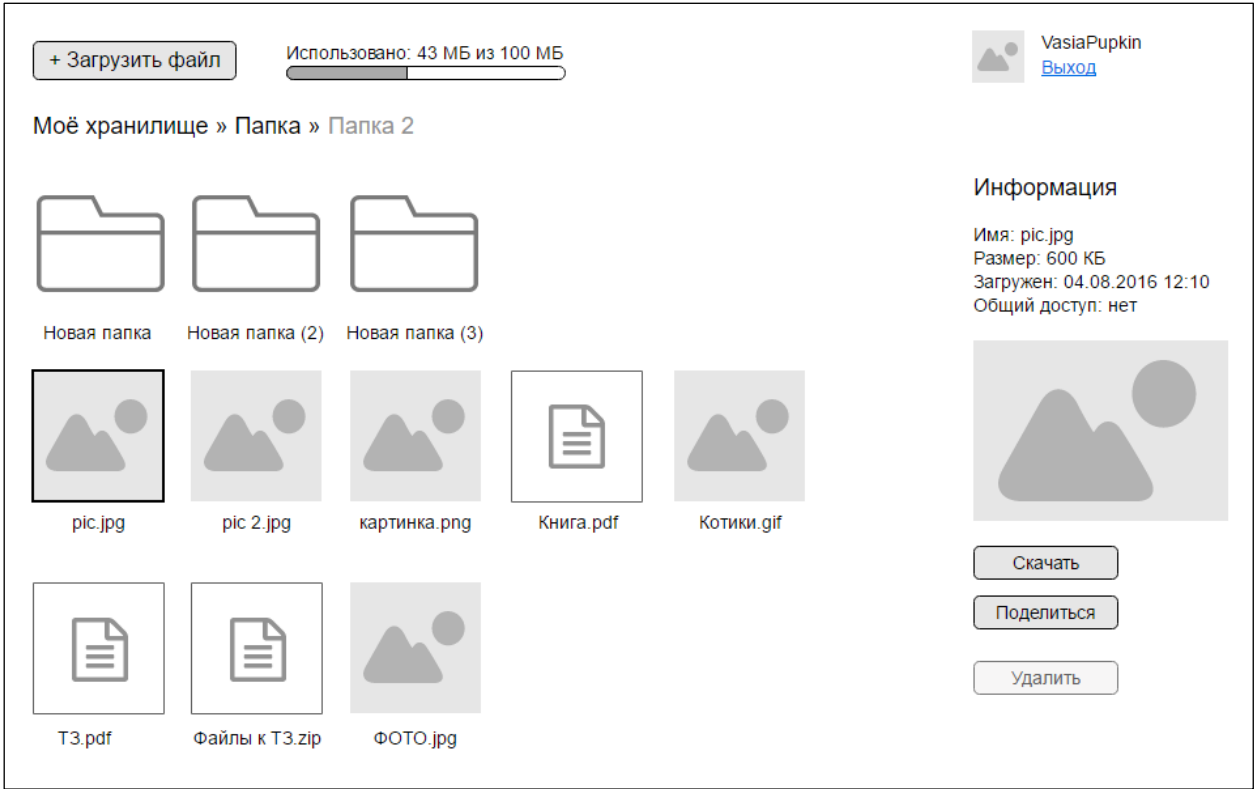 + Загрузить файл
Использовано: 43 МБ из 100 МБ
VasiaPupkin
Выход
Моё хранилище » Папка » Папка 2
Новая папка
Новая папка (2)
Новая папка (3)
pic.jpg
pic 2.jpg
картинка.png
Книга.pdf
Котики.gif
ТЗ.pdf
Файлы к ТЗ.zip
ФОТО.jpg
Информация
Имя: pic.jpg
Размер: 600 КБ
Загружен: 04.08.2016 12:10
Общий доступ: нет
Скачать
Поделиться
Удалить